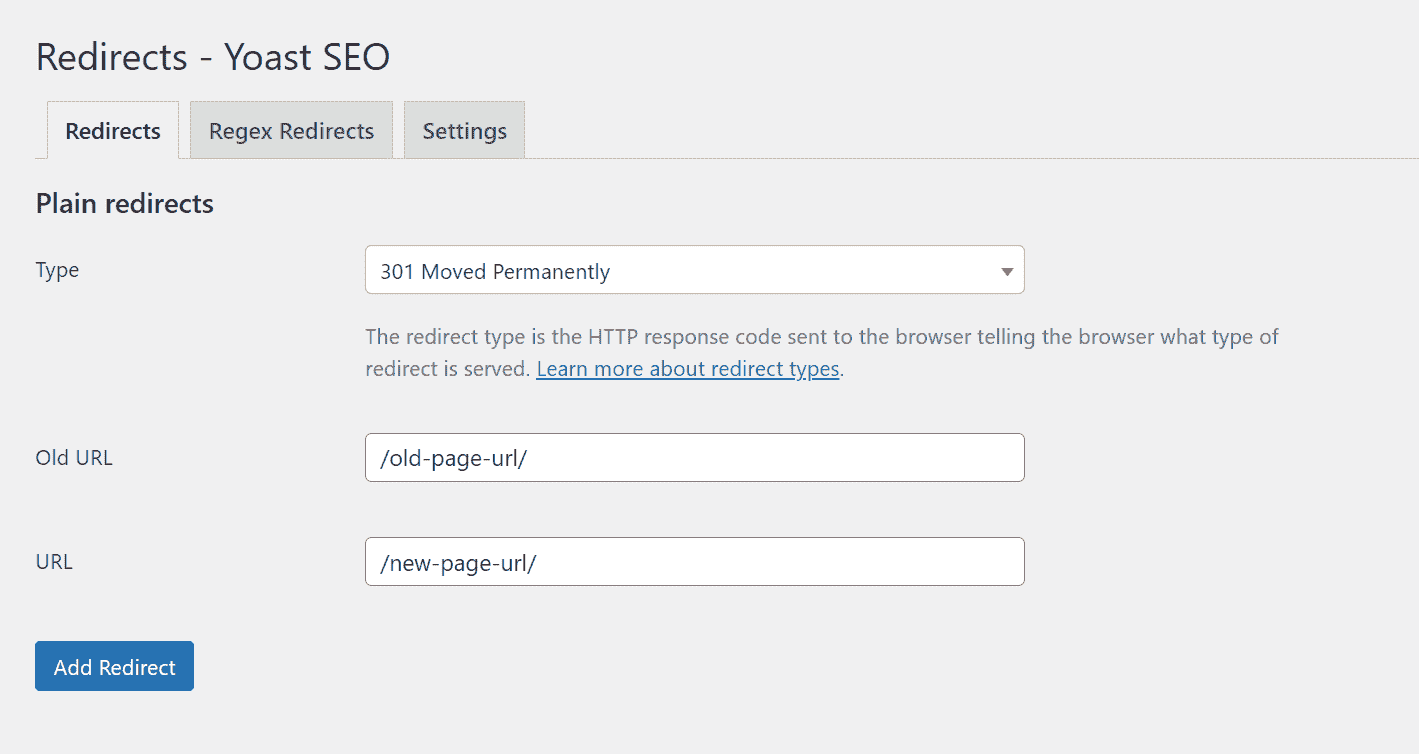 Redirects - Yoast SEO
Redirects
Regex Redirects
Settings
Plain redirects
Type
301 Moved Permanently
The redirect type is the HTTP response code sent to the browser telling the browser what type of
redirect is served. Learn more about redirect types.
Old URL
/old-page-url/
URL
/new-page-url/
Add Redirect